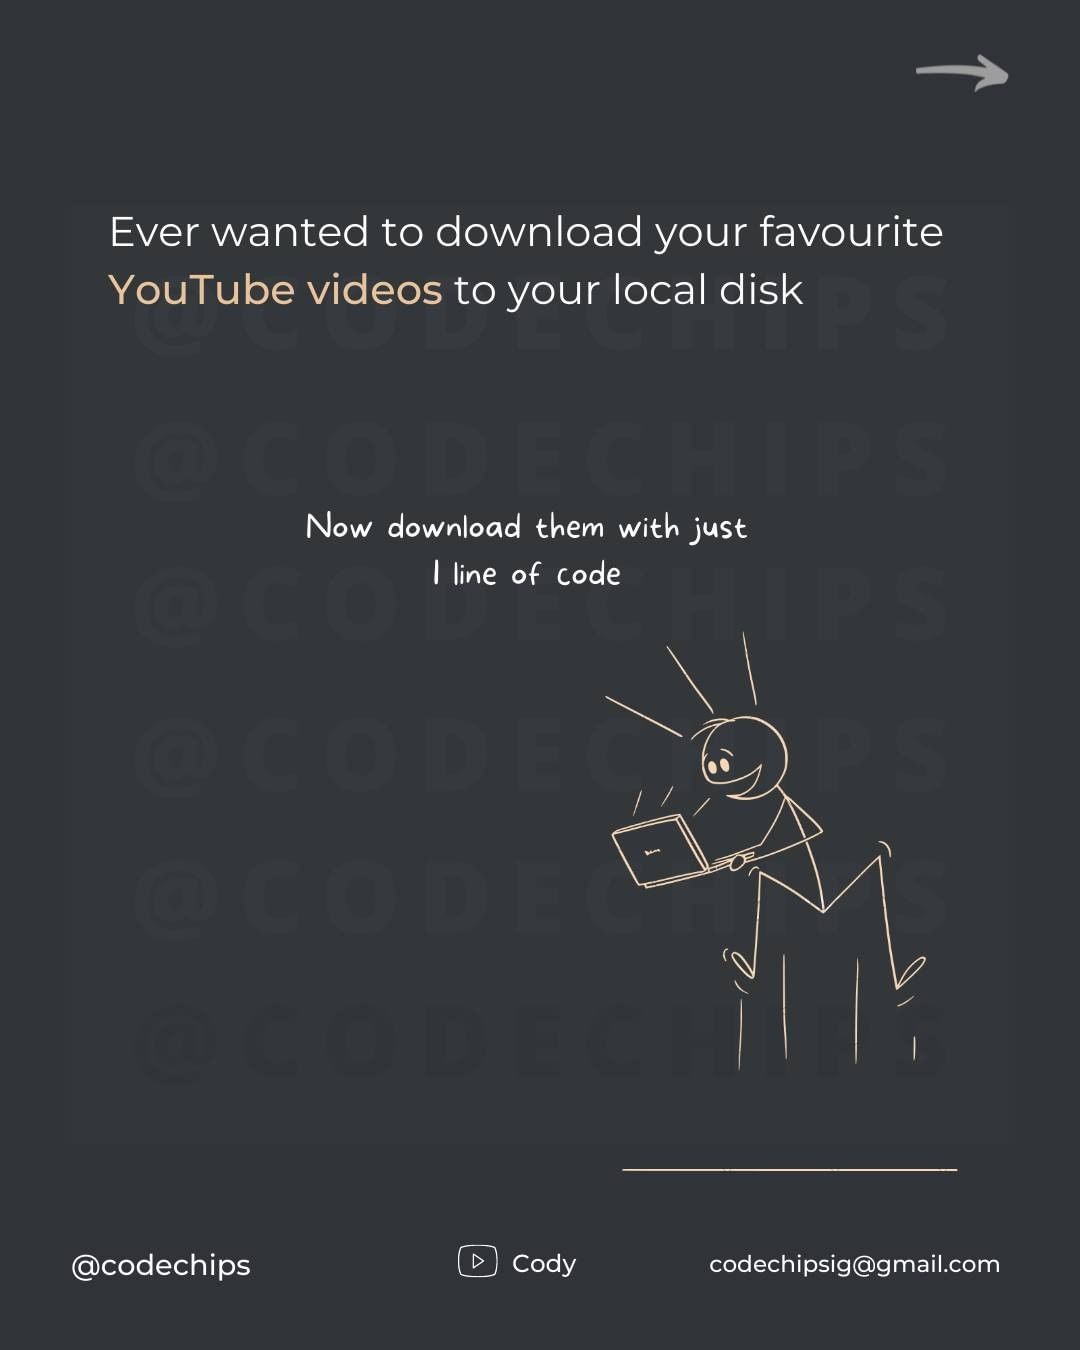 Ever wanted to download your favourite
YouTube videos to your local disk
@CODECHIPS
@CODECHIPS
Now download them with just
1 line of code
@CODECHIPS
@CODECHIPS
@CODECHIPS
@CODECHIPS
@codechips
Cody
codechipsig@gmail.com